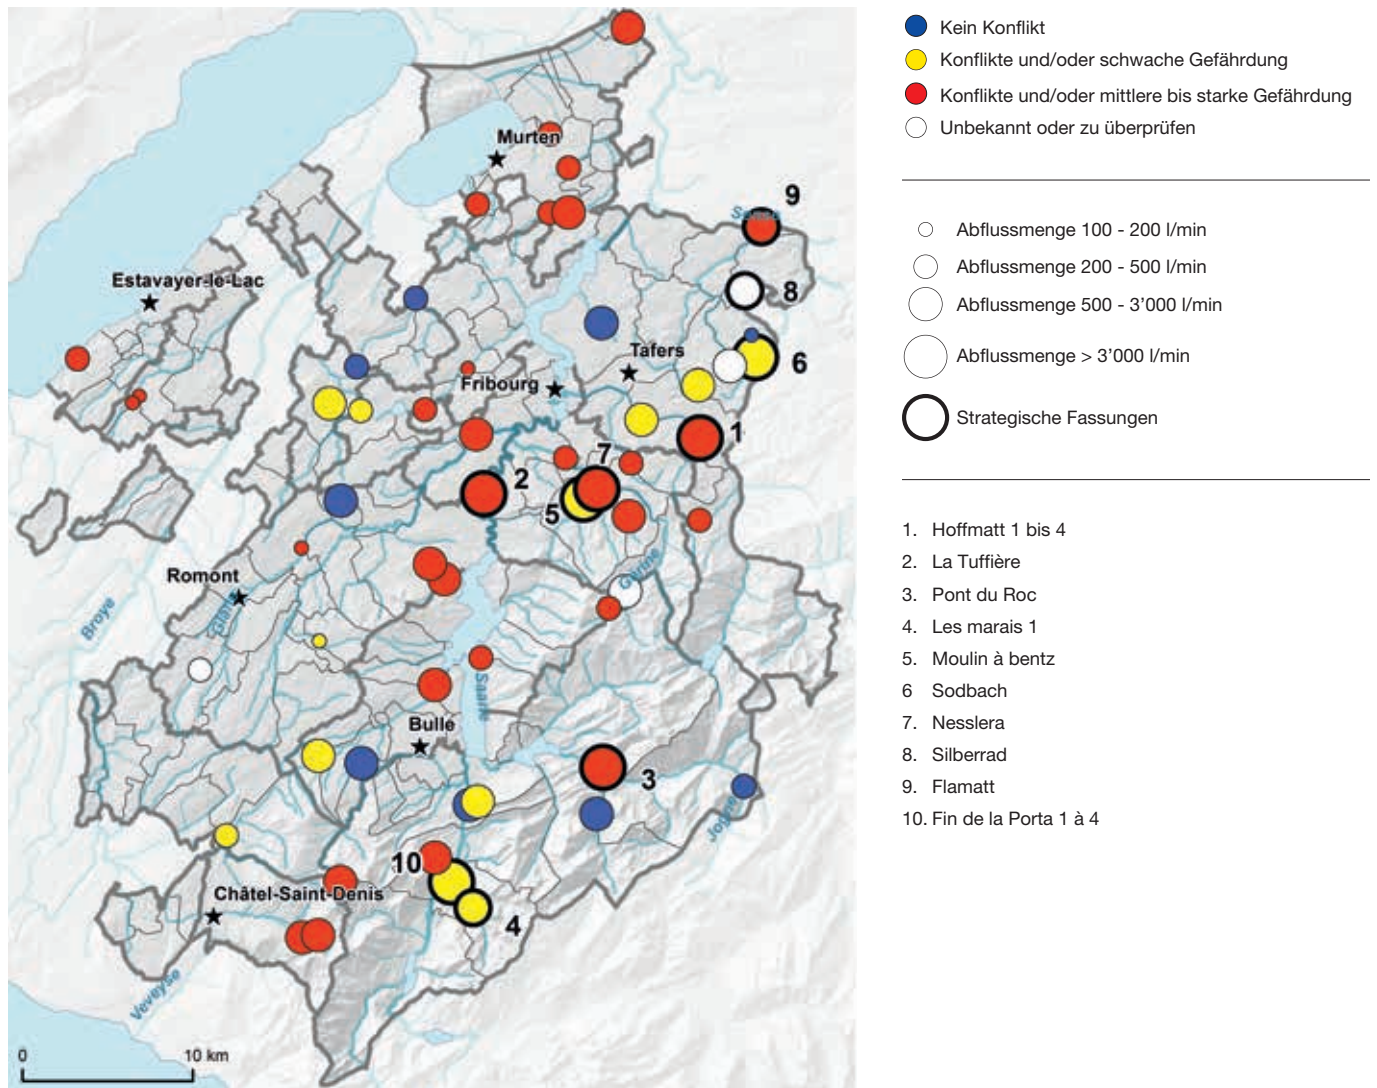 Murten
Sense
9
8
Estavayer-le-Lac
Tafers
6
Fribourg
1
7
2
5
Gérine
Romont
Glâne
Broye
Saane
Bulle
3
Jogne
10
Châtel-Saint-Denis
4
Veveyse
0
10 km
Kein Konflikt
Konflikte und/oder schwache Gefährdung
Konflikte und/oder mittlere bis starke Gefährdung
Unbekannt oder zu überprüfen
Abflussmenge 100 - 200 l/min
Abflussmenge 200 - 500 l/min
Abflussmenge 500 - 3’000 l/min
Abflussmenge > 3’000 l/min
Strategische Fassungen
1. Hoffmatt 1 bis 4
2. La Tuffière
3. Pont du Roc
4. Les marais 1
5. Moulin à bentz
6 Sodbach
7. Nesslera
8. Silberrad
9. Flamatt
10. Fin de la Porta 1 à 4